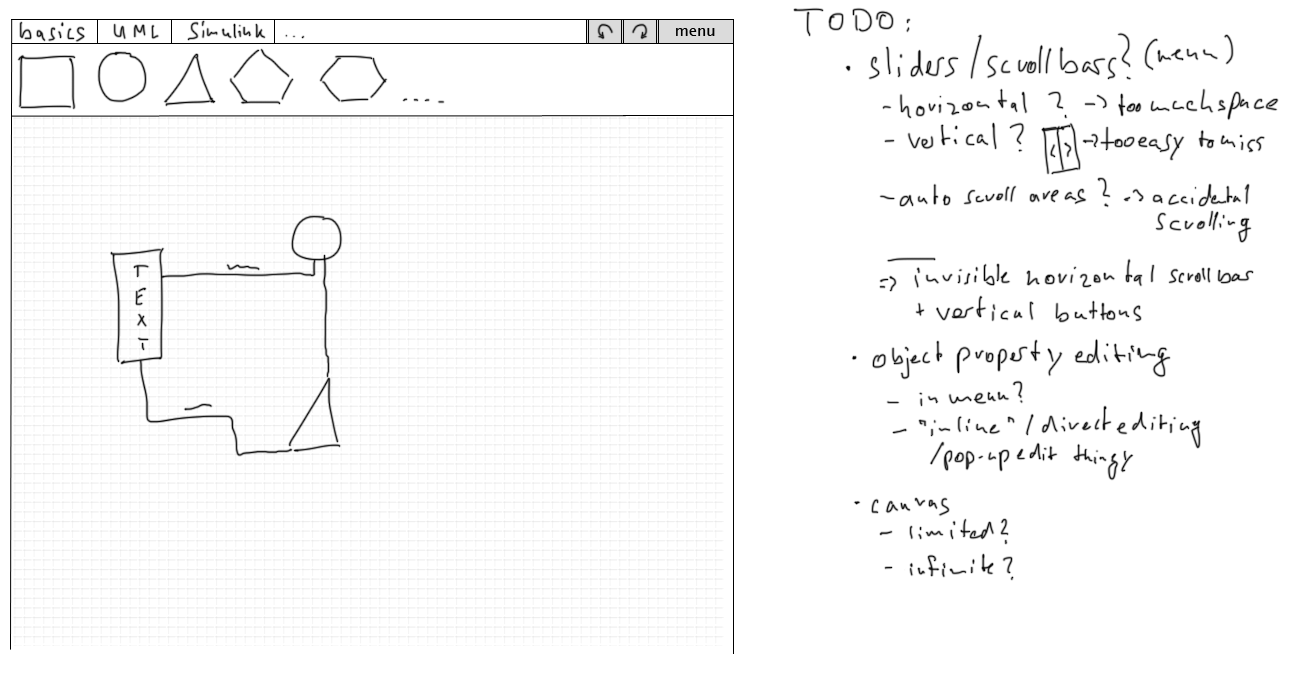 basics UML Simulink ... menu
....
T
E
X
T
TODO:
· sliders/scrollbars? (menu)
- horizontal ? -> too much space
- vertical ? <|> -> too easy to miss
- auto scroll areas ? -> accidental
scrolling
=> invisible horizontal scrollbar
+ vertical buttons
· object property editing
- in menu?
- "inline" / direct editing
/pop-up edit thingy
· canvas
- limited?
- infinite?